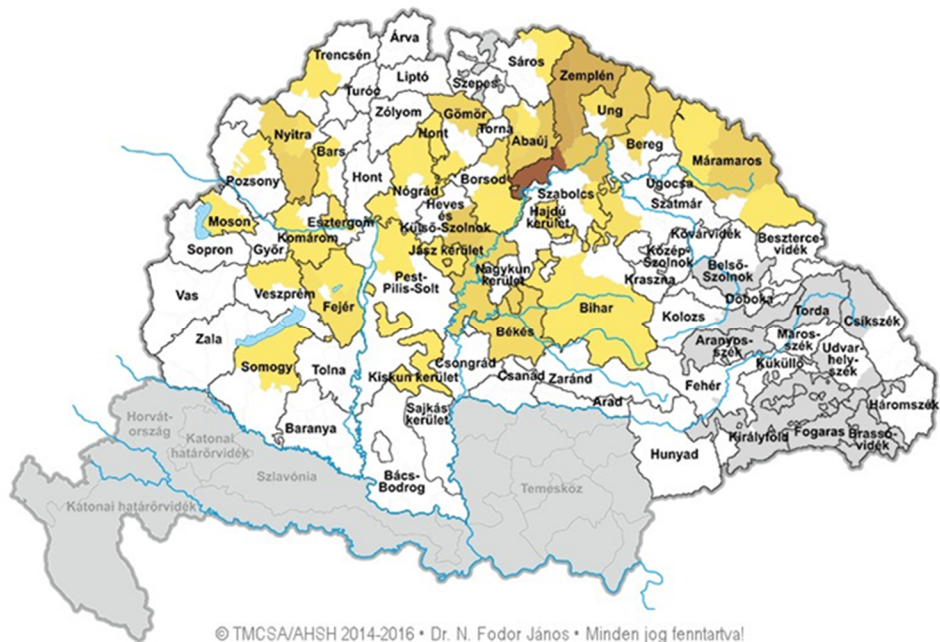 Árva
Trencsén
Liptó
Turóc
Szepes
Sáros
Zemplén
Zólyom
Gömör
Ung
Torna
Abaúj
Nyitra
Bars
Hont
Nont
Bereg
Máramaros
Pozsony
Nógrád
Borsod
Szabolcs
Ugocsa
Szatmár
Moson
Esztergom
Heves
és
Külső-Szolnok
Hajdú
kerület
Sopron
Győr
Komárom
Jász kerület
Kővárvidék
Közép-
Szolnok
Kraszna
Beszterce-
vidék
Belső-
Szolnok
Vas
Veszprém
Fejér
Pest-
Pilis-Solt
Nagykun
kerület
Bihar
Doboka
Kolozs
Torda
Csíkszék
Zala
Békés
Aranyos-
szék
Maros-
szék
Udvar-
hely-
szék
Küküllő
Somogy
Tolna
Kiskun kerület
Csongrád
Csanád
Zaránd
Arad
Fehér
Háromszék
Baranya
Sajkás
kerület
Királyföld
Fogaras
Brassó-
vidék
Hunyad
Bács-
Bodrog
Horvát-
ország
Katonai
határőrvidék
Szlavónia
Temesköz
Katonai határőrvidék
© TMCSA/AHSH 2014-2016 • Dr. N. Fodor János • Minden jog fenntartva!